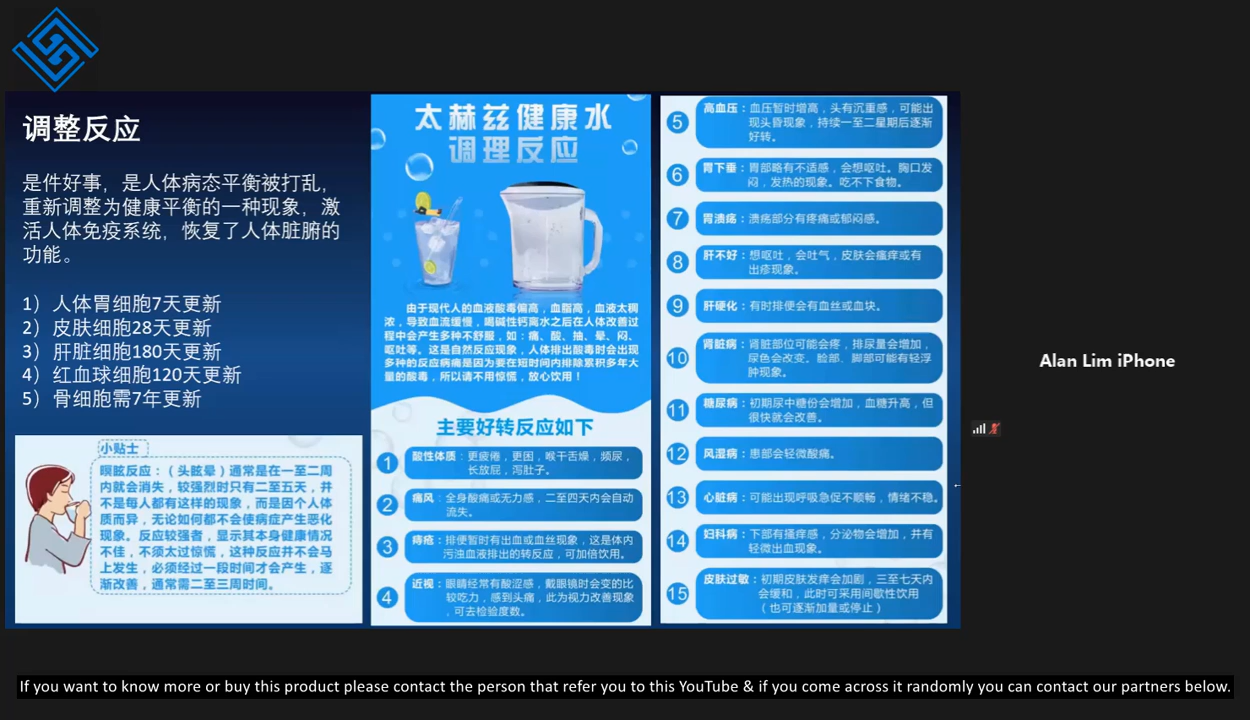 调整反应
是件好事，是人体病态平衡被打乱，
重新调整为健康平衡的一种现象，激
活人体免疫系统，恢复了人体脏腑的
功能。
1）人体胃细胞7天更新
2）皮肤细胞28天更新
3）肝脏细胞180天更新
4）红血球细胞120天更新
5）骨细胞需7年更新
小贴士
瞑眩反应：（头眩晕）通常是在一至二周
内就会消失，较强烈时只有二至五天，并
不是每人都有这样的现象，而是因个人体
质而异，无论如何都不会使病症产生恶化
现象。反应较强者，显示其本身健康情况
不佳，不须太过惊慌，这种反应并不会马
上发生，必须经过一段时间才会产生，逐
渐改善，通常需二至三周时间。
太赫兹健康水
调理反应
由于现代人的血液酸毒偏高，血脂高，血液太稠
浓，导致血流缓慢，喝碱性钙离水之后在人体改善过
程中会产生多种不舒服，如：痛、酸、抽、晕、闷、
呕吐等。这是自然反应现象，人体排出酸毒时会出现
多种的反应病痛是因为要在短时间内排除累积多年大
量的酸毒，所以请不用惊慌，放心饮用！
主要好转反应如下
1 酸性体质：更疲倦，更困，喉干舌燥，频尿，
长放屁，泻肚子。
2 痛风：全身酸痛或无力感，二至四天内会自动
流失。
3 痔疮：排便暂时有出血或血丝现象，这是体内
污浊血液排出的转反应，可加倍饮用。
4 近视：眼睛经常有酸涩感，戴眼镜时会变的比
较吃力，感到头痛，此为视力改善现象
，可去检验度数。
5 高血压：血压暂时增高，头有沉重感，可能出
现头昏现象，持续一至二星期后逐渐
好转。
6 胃下垂：胃部略有不适感，会想呕吐。胸口发
闷，发热的现象。吃不下食物。
7 胃溃疡：溃疡部分有疼痛或郁闷感。
8 肝不好：想呕吐，会吐气，皮肤会瘙痒或有
出疹现象。
9 肝硬化：有时排便会有血丝或血块。
10 肾脏病：肾脏部位可能会疼，排尿量会增加，
尿色会改变。脸部、脚部可能有轻浮
肿现象。
11 糖尿病：初期尿中糖份会增加，血糖升高，但
很快就会改善。
12 风湿病：患部会轻微酸痛。
13 心脏病：可能出现呼吸急促不顺畅，情绪不稳。
14 妇科病：下部有搔痒感，分泌物会增加，并有
轻微出血现象。
15 皮肤过敏：初期皮肤发痒会加剧，三至七天内
会缓和，此时可采用间歇性饮用
（也可逐渐加量或停止）
Alan Lim iPhone
If you want to know more or buy this product please contact the person that refer you to this YouTube & if you come across it randomly you can contact our partners below.